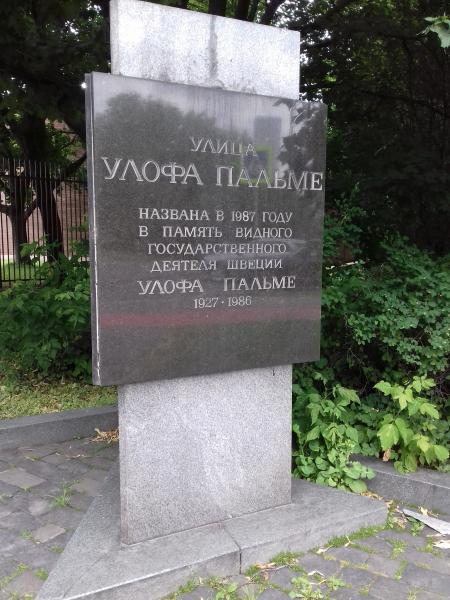 УЛИЦА
УЛОФА ПАЛЬМЕ
НАЗВАНА В 1987 ГОДУ
В ПАМЯТЬ ВИДНОГО
ГОСУДАРСТВЕННОГО
ДЕЯТЕЛЯ ШВЕЦИИ
УЛОФА ПАЛЬМЕ
1927 - 1986